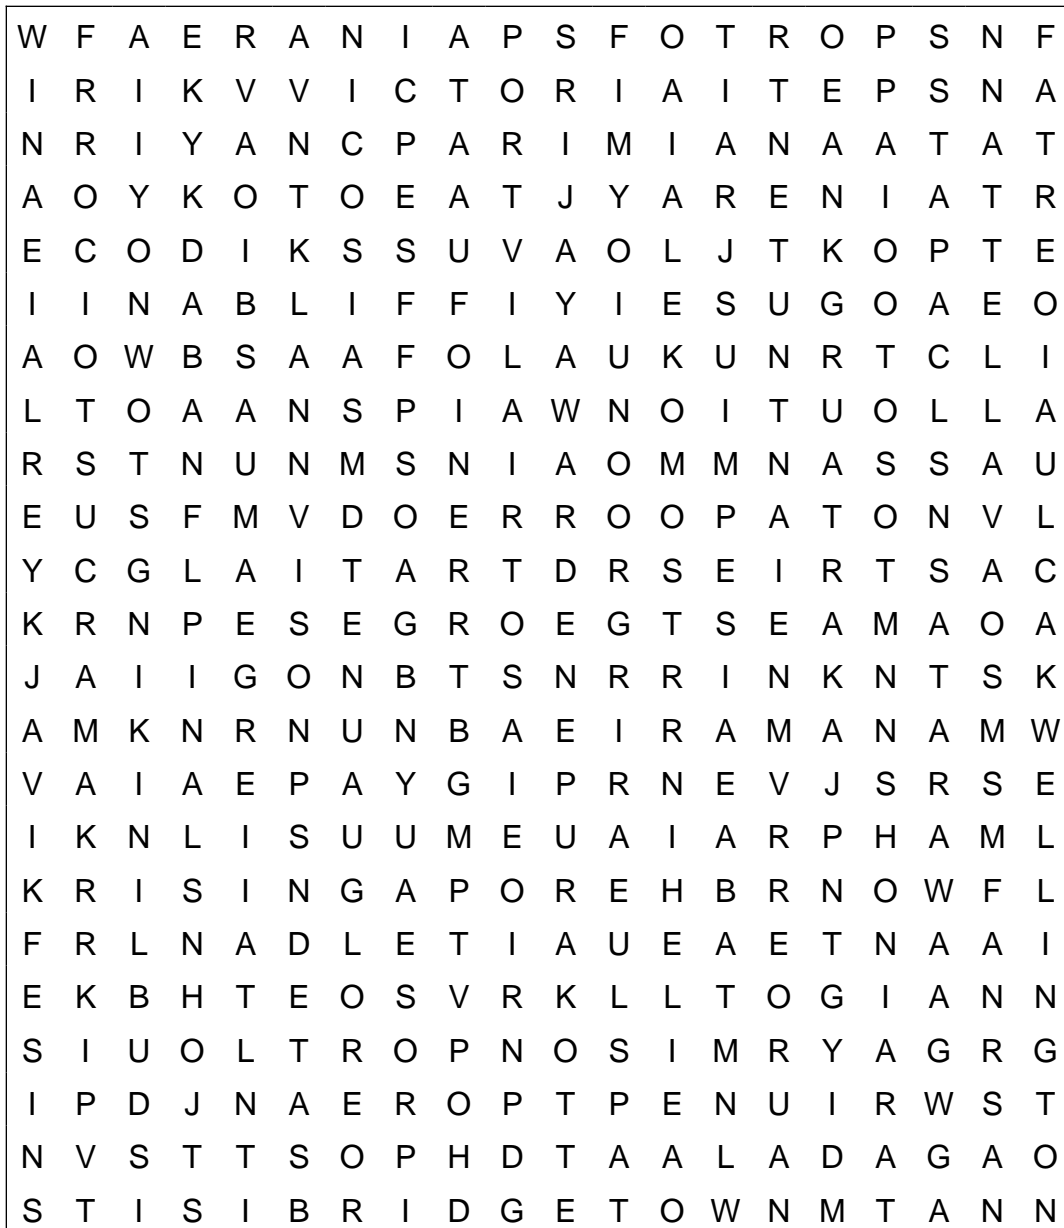 W F A E R A N I A P S F O T R O P S N F
I R I K V V I C T O R I A I T E P S N A
N R I Y A N C P A R I M I A N A A T A T
A O Y K O T O E A T J Y A R E N I A T R
E C O D I K S S U V A O L J T K O P T E
I I N A B L I F F I Y I E S U G O A E O
A O W B S A A F O L A U K U N R T C L I
L T O A A N S P I A W N O I T U O L L A
R S T N U N M S N I A O M M N A S S A U
E U S F M V D O E R R O O P A T O N V L
Y C G L A I T A R T D R S E I R T S A C
K R N P E S E G R O E G T S E A M A O A
J A I I G O N B T S N R R I N K N T S K
A M K N R N U N B A E I R A M A N A M W
V A I A E P A Y G I P R N E V J S R S E
I K N L I S U U M E U A I A R P H A M L
K R I S I N G A P O R E H B R N O W F L
F R L N A D L E T I A U E A E T N A A I
E K B H T E O S V R K L L T O G I A N N
S I U O L T R O P N O S I M R Y A G R G
I P D J N A E R O P T P E N U I R W S T
N V S T T S O P H D T A A L A D A G A O
S T I S I B R I D G E T O W N M T A N N